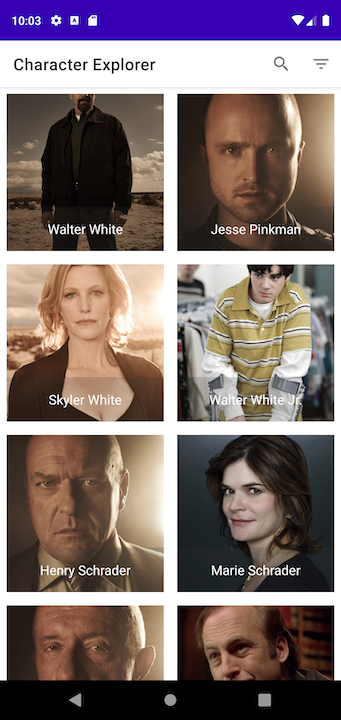 10:03
Character Explorer
Walter White
Jesse Pinkman
Skyler White
Walter White Jr.
Henry Schrader
Marie Schrader